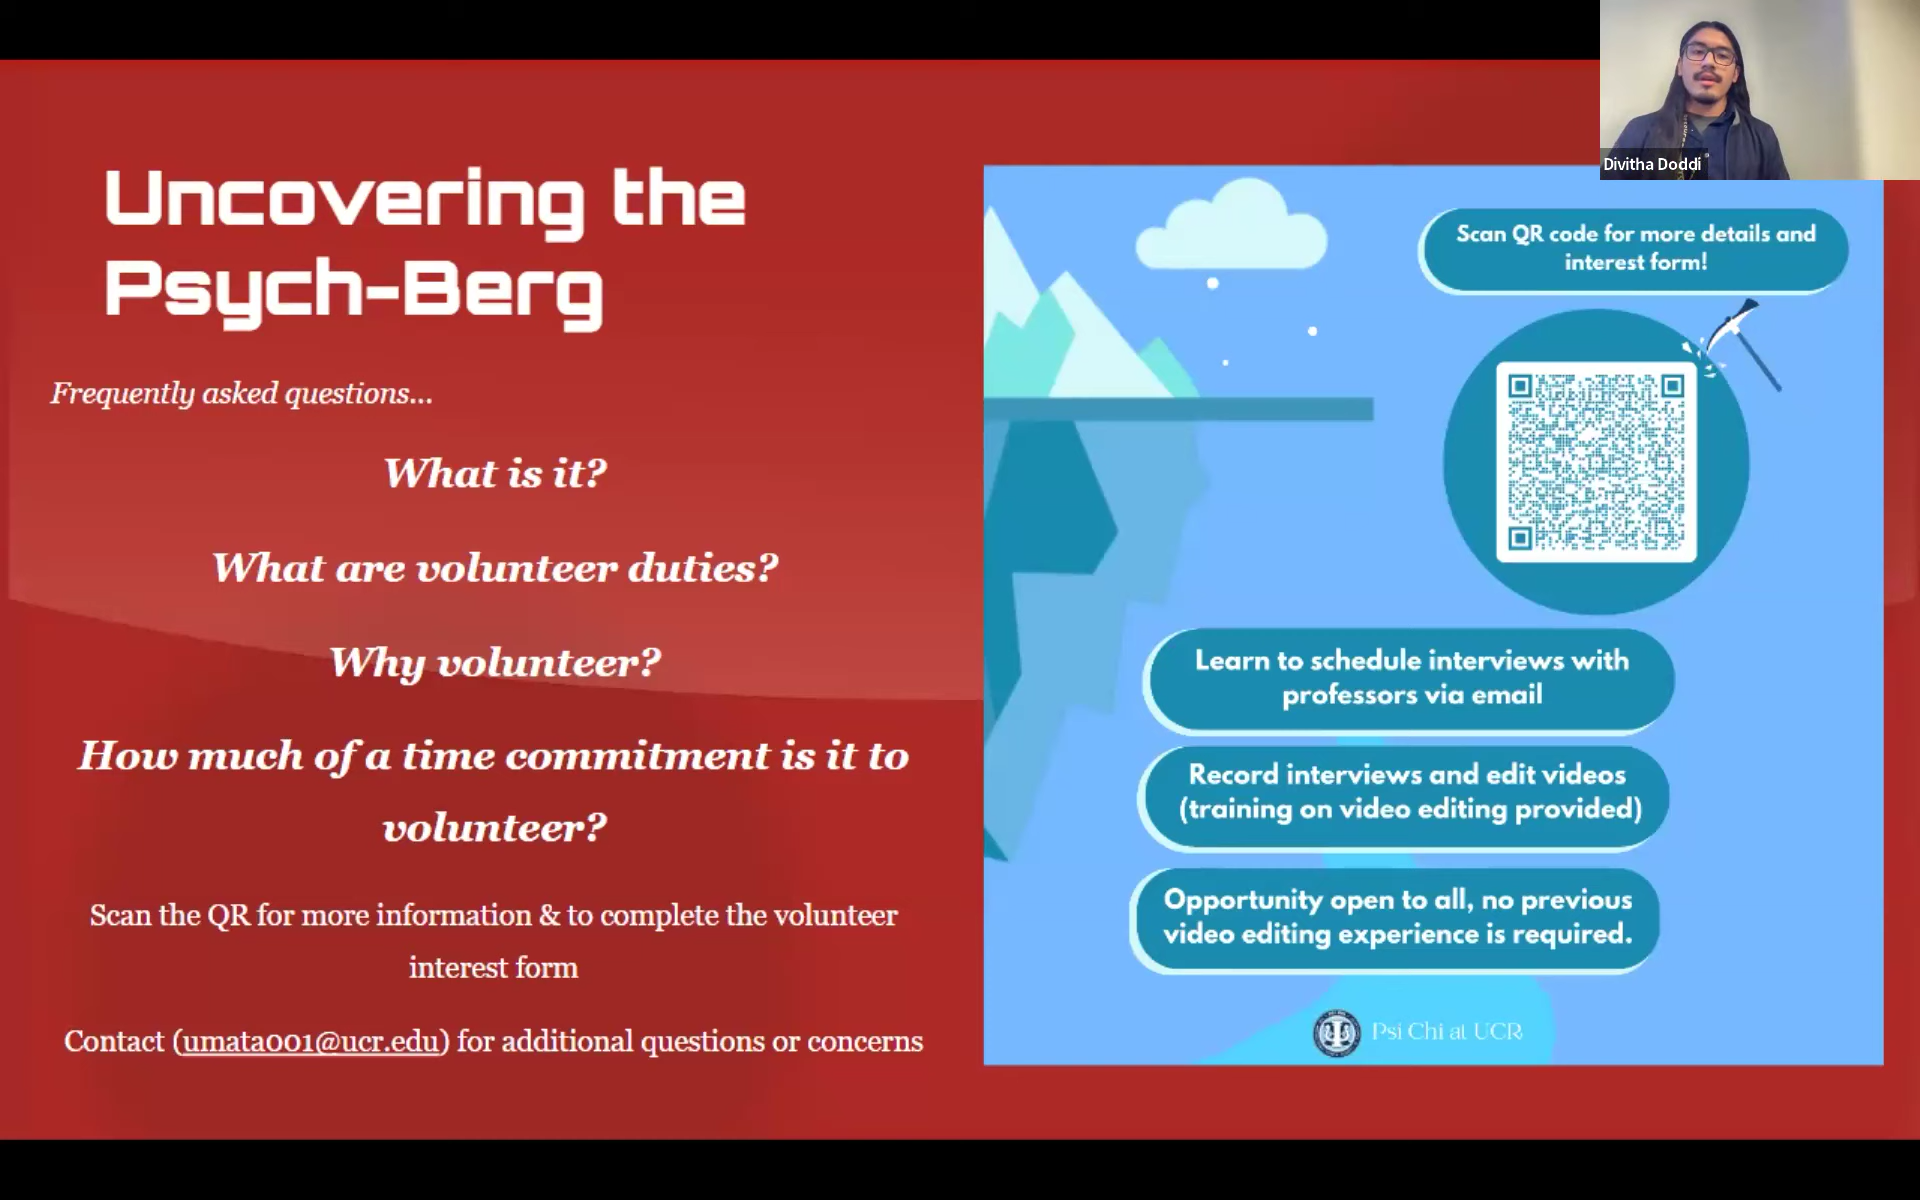 Divitha Doddi
Uncovering the
Psych-Berg
Frequently asked questions...
What is it?
What are volunteer duties?
Why volunteer?
How much of a time commitment is it to
volunteer?
Scan the QR for more information & to complete the volunteer
interest form
Contact (umata001@ucr.edu) for additional questions or concerns
Scan QR code for more details and
interest form!
Learn to schedule interviews with
professors via email
Record interviews and edit videos
(training on video editing provided)
Opportunity open to all, no previous
video editing experience is required.
Psi Chi at UCR